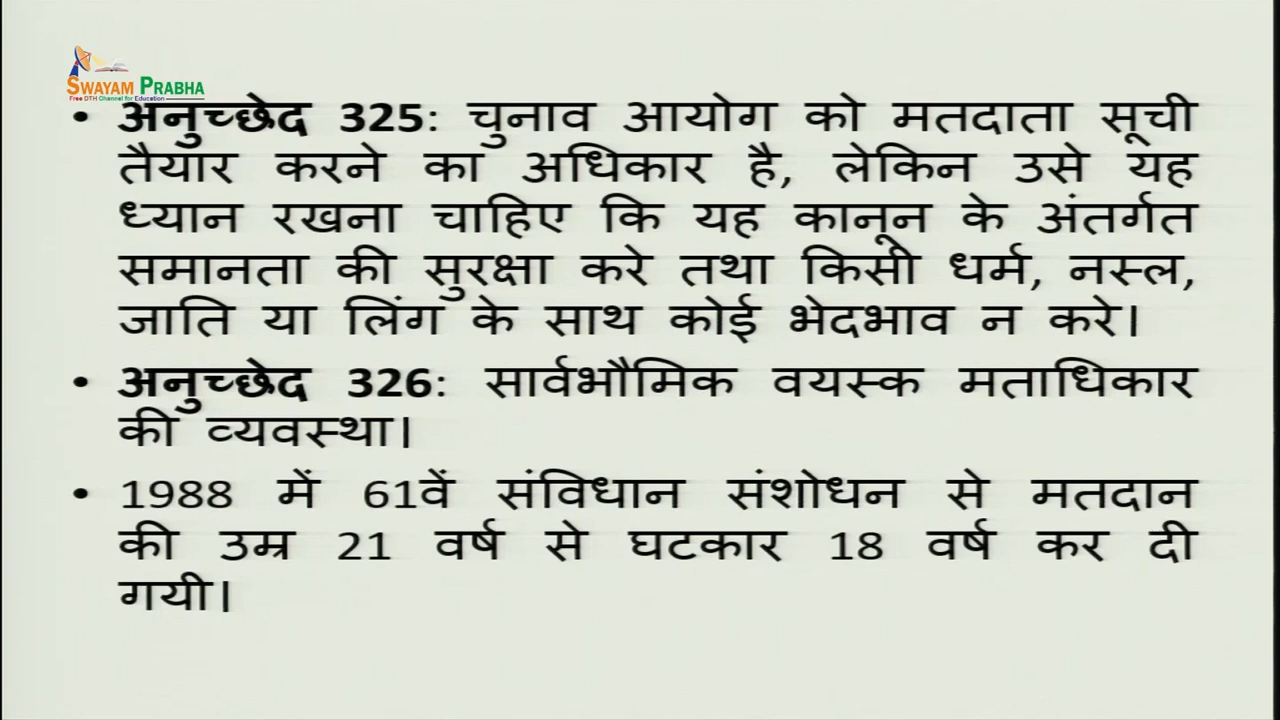 SWAYAM PRABHA
Free DTH Channel for Education
• अनुच्छेद 325: चुनाव आयोग को मतदाता सूची
तैयार करने का अधिकार है, लेकिन उसे यह
ध्यान रखना चाहिए कि यह कानून के अंतर्गत
समानता की सुरक्षा करे तथा किसी धर्म, नस्ल,
जाति या लिंग के साथ कोई भेदभाव न करे।
• अनुच्छेद 326: सार्वभौमिक वयस्क मताधिकार
की व्यवस्था।
• 1988 में 61वें संविधान संशोधन से मतदान
की उम्र 21 वर्ष से घटकार 18 वर्ष कर दी
गयी।